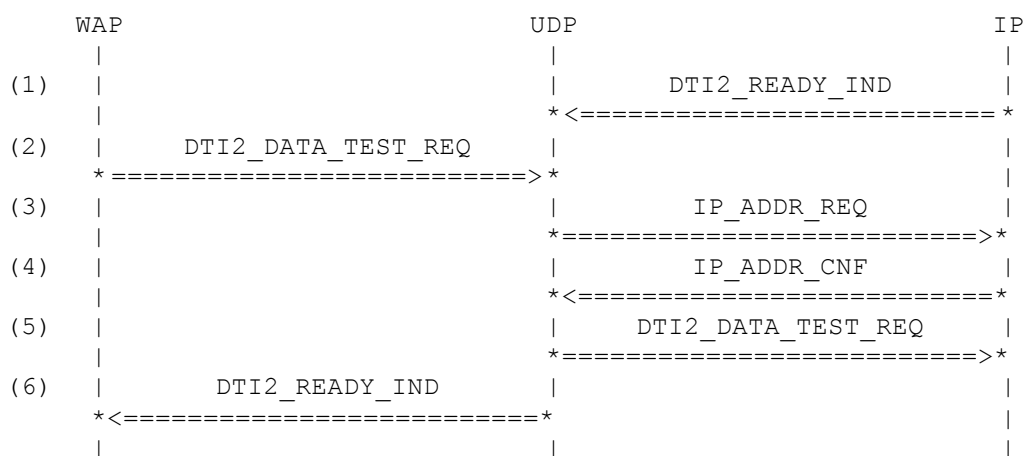 WAP UDP IP
| | |
(1) | | DTI2_READY_IND |
| *<==========================*
(2) | DTI2_DATA_TEST_REQ | |
*==========================>* |
(3) | | IP_ADDR_REQ |
| *==========================>*
(4) | | IP_ADDR_CNF |
| *<==========================*
(5) | | DTI2_DATA_TEST_REQ |
| *==========================>*
(6) | DTI2_READY_IND | |
*<==========================* |
| | |